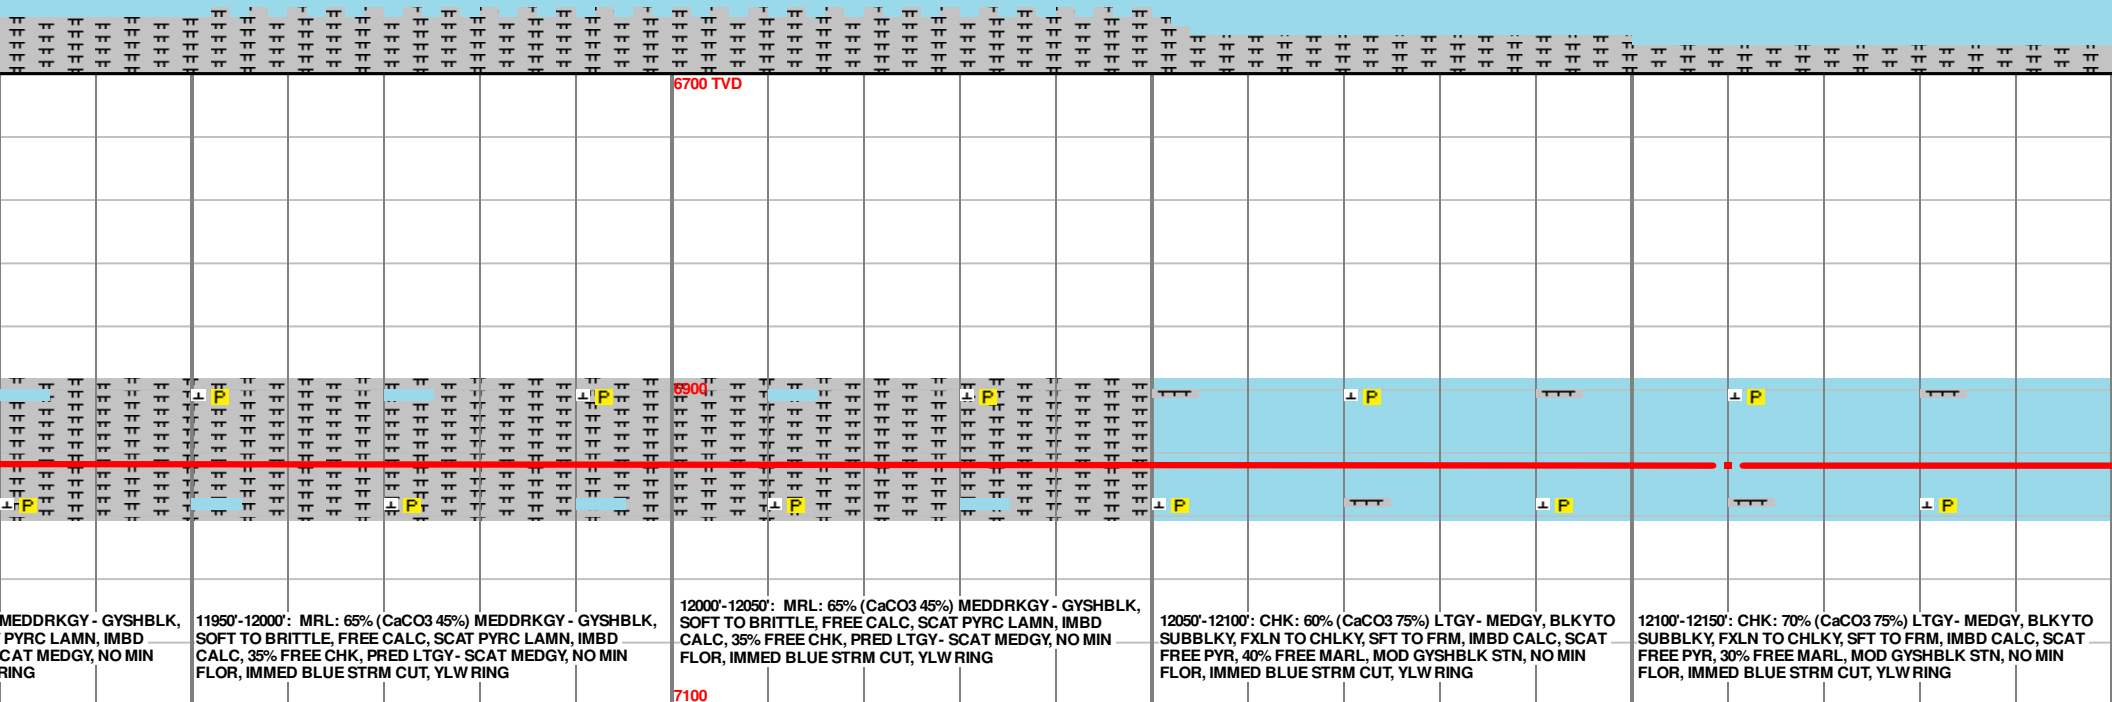 6700 TVD
6900
P P P P P
P P P P P P
MEDDRKGY - GYSHBLK,
PYRC LAMN, IMBD
CAT MEDGY, NO MIN
RING
11950'-12000': MRL: 65% (CaCO3 45%) MEDDRKGY - GYSHBLK,
SOFT TO BRITTLE, FREE CALC, SCAT PYRC LAMN, IMBD
CALC, 35% FREE CHK, PRED LTGY- SCAT MEDGY, NO MIN
FLOR, IMMED BLUE STRM CUT, YLW RING
12000'-12050': MRL: 65% (CaCO3 45%) MEDDRKGY - GYSHBLK,
SOFT TO BRITTLE, FREE CALC, SCAT PYRC LAMN, IMBD
CALC, 35% FREE CHK, PRED LTGY- SCAT MEDGY, NO MIN
FLOR, IMMED BLUE STRM CUT, YLW RING
12050'-12100': CHK: 60% (CaCO3 75%) LTGY- MEDGY, BLKY TO
SUBBLKY, FXLN TO CHLKY, SFT TO FRM, IMBD CALC, SCAT
FREE PYR, 40% FREE MARL, MOD GYSHBLK STN, NO MIN
FLOR, IMMED BLUE STRM CUT, YLW RING
12100'-12150': CHK: 70% (CaCO3 75%) LTGY- MEDGY, BLKY TO
SUBBLKY, FXLN TO CHLKY, SFT TO FRM, IMBD CALC, SCAT
FREE PYR, 30% FREE MARL, MOD GYSHBLK STN, NO MIN
FLOR, IMMED BLUE STRM CUT, YLW RING
7100